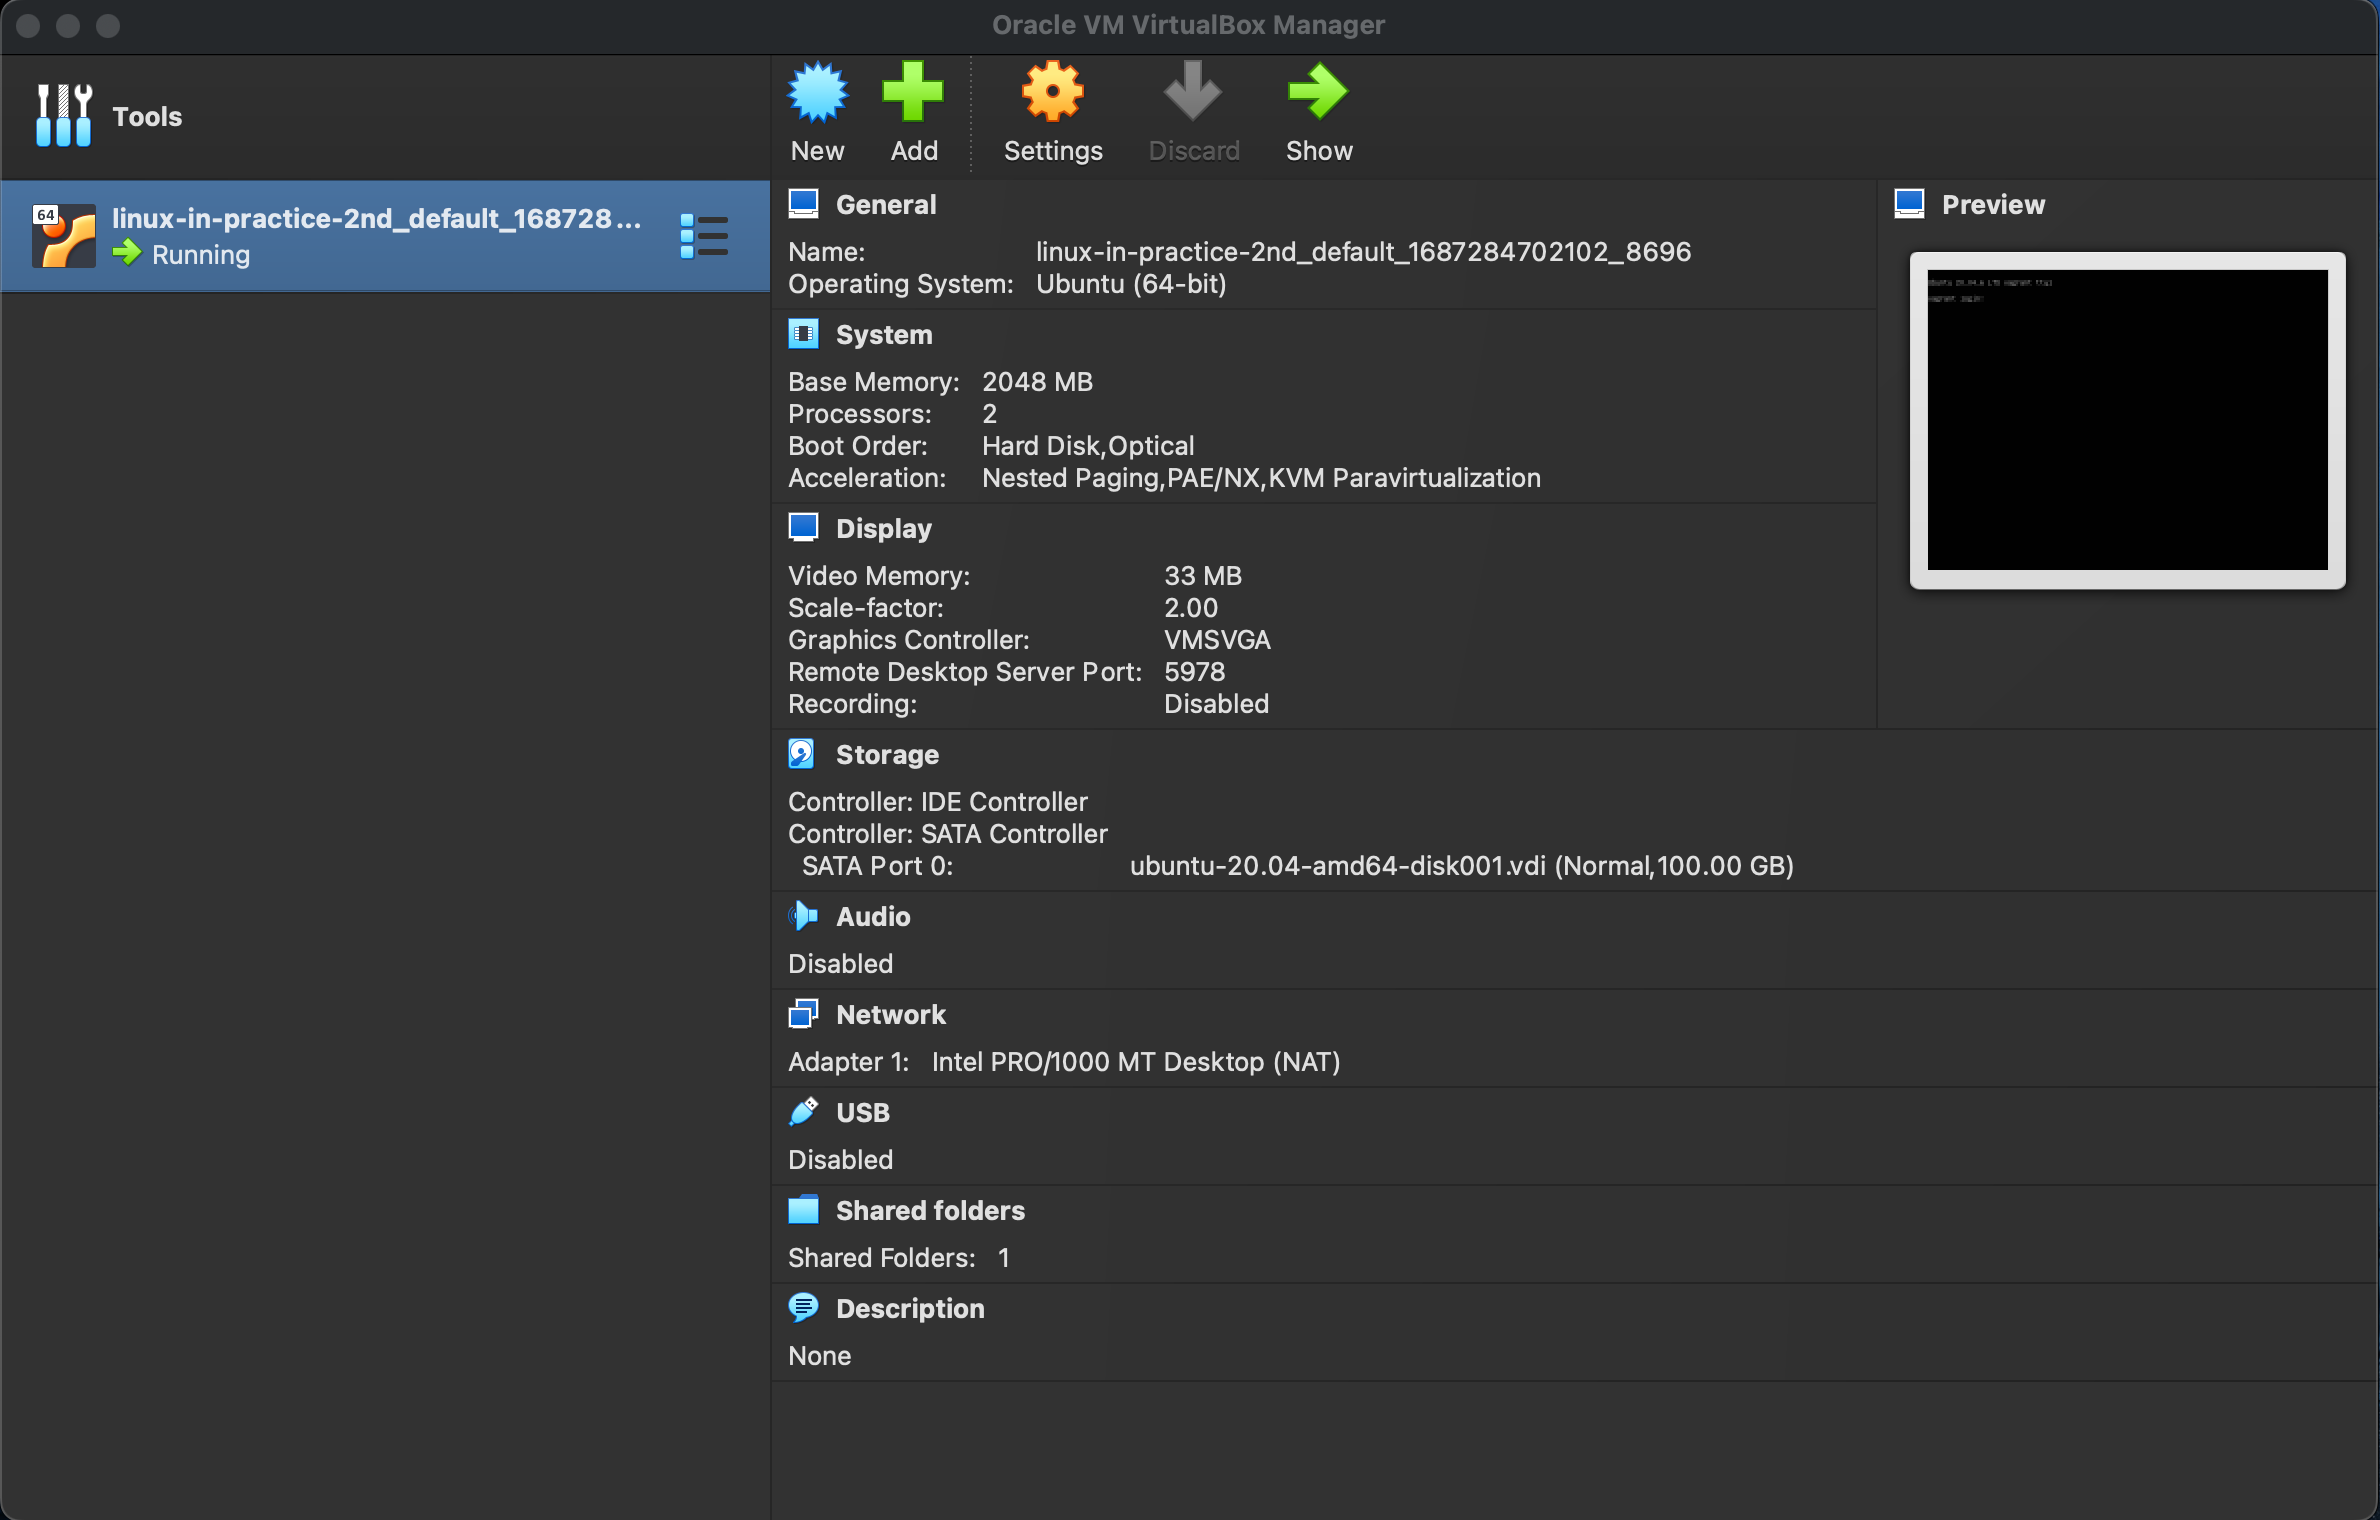 Oracle VM VirtualBox Manager
Tools
New
Add
Settings
Discard
Show
64
linux-in-practice-2nd_default_168728...
Running
General
Name: linux-in-practice-2nd_default_1687284702102_8696
Operating System: Ubuntu (64-bit)
Preview
System
Base Memory: 2048 MB
Processors: 2
Boot Order: Hard Disk,Optical
Acceleration: Nested Paging,PAE/NX,KVM Paravirtualization
Display
Video Memory: 33 MB
Scale-factor: 2.00
Graphics Controller: VMSVGA
Remote Desktop Server Port: 5978
Recording: Disabled
Storage
Controller: IDE Controller
Controller: SATA Controller
SATA Port 0: ubuntu-20.04-amd64-disk001.vdi (Normal,100.00 GB)
Audio
Disabled
Network
Adapter 1: Intel PRO/1000 MT Desktop (NAT)
USB
Disabled
Shared folders
Shared Folders: 1
Description
None